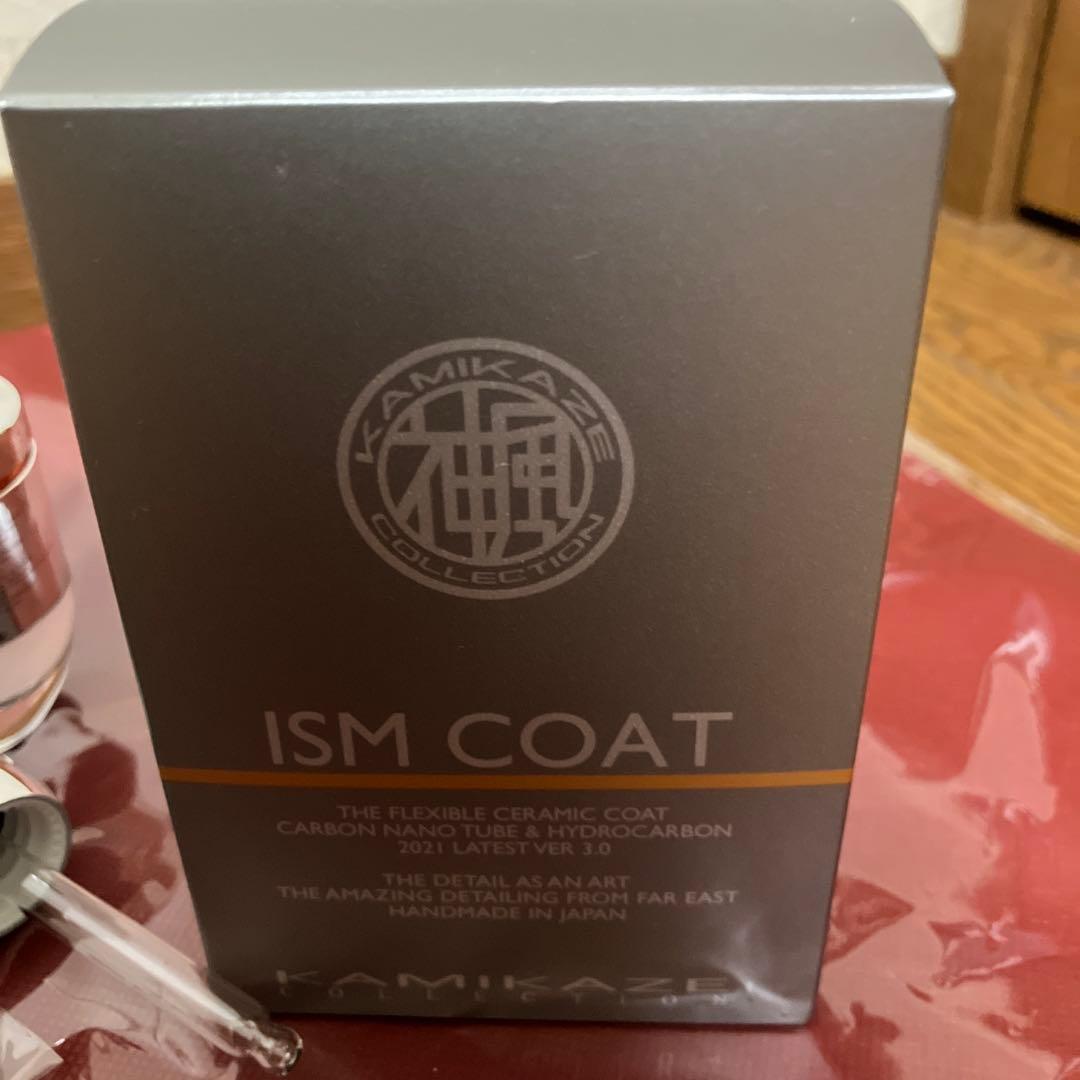 KAMIKAZE
神風
COLLECTION
ISM COAT
THE FLEXIBLE CERAMIC COAT
CARBON NANO TUBE & HYDROCARBON
2021 LATEST VER 3.0
THE DETAIL AS AN ART
THE AMAZING DETAILING FROM FAR EAST
HANDMADE IN JAPAN
KAMIKAZE
COLLECTION